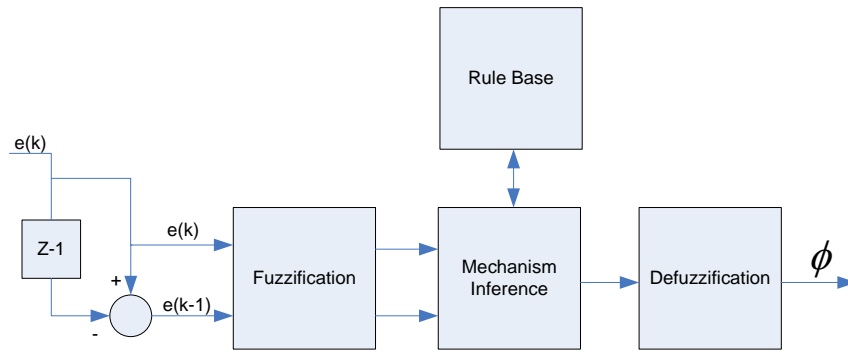 Rule Base
e(k)
Z-1
e(k)
+
-
e(k-1)
Fuzzification
Mechanism
Inference
Defuzzification
ϕ